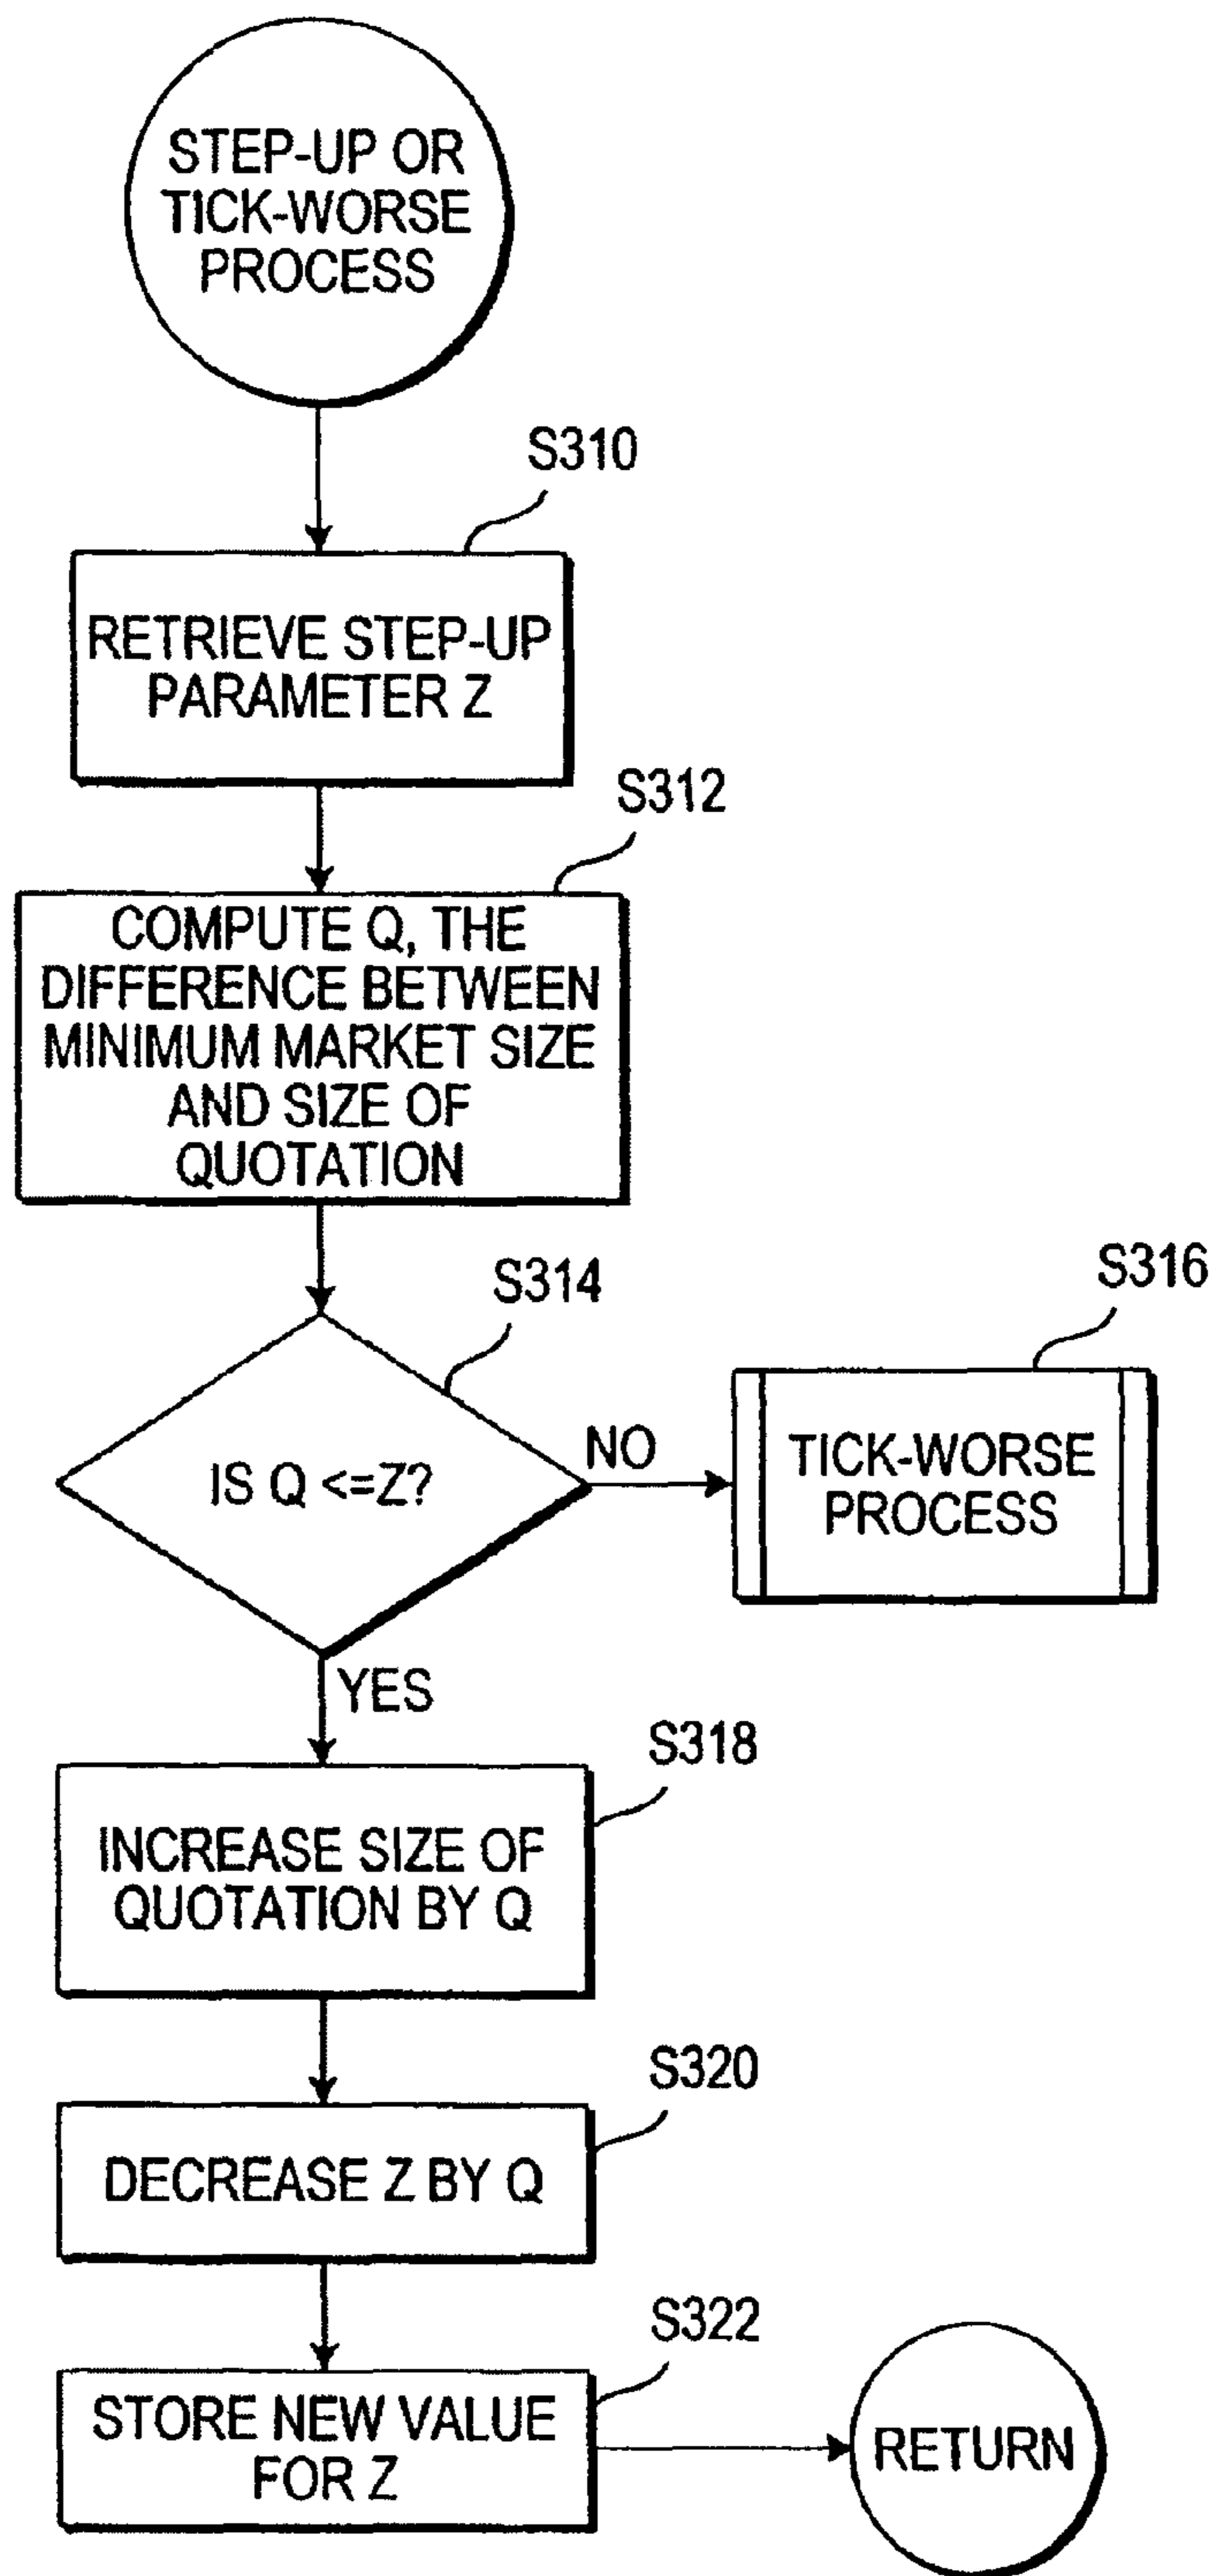 STEP-UP OR
TICK-WORSE
PROCESS
S310
RETRIEVE STEP-UP
PARAMETER Z
S312
COMPUTE Q, THE
DIFFERENCE BETWEEN
MINIMUM MARKET SIZE
AND SIZE OF
QUOTATION
S314
IS Q <=Z?
NO
S316
TICK-WORSE
PROCESS
YES
S318
INCREASE SIZE OF
QUOTATION BY Q
S320
DECREASE Z BY Q
S322
STORE NEW VALUE
FOR Z
RETURN